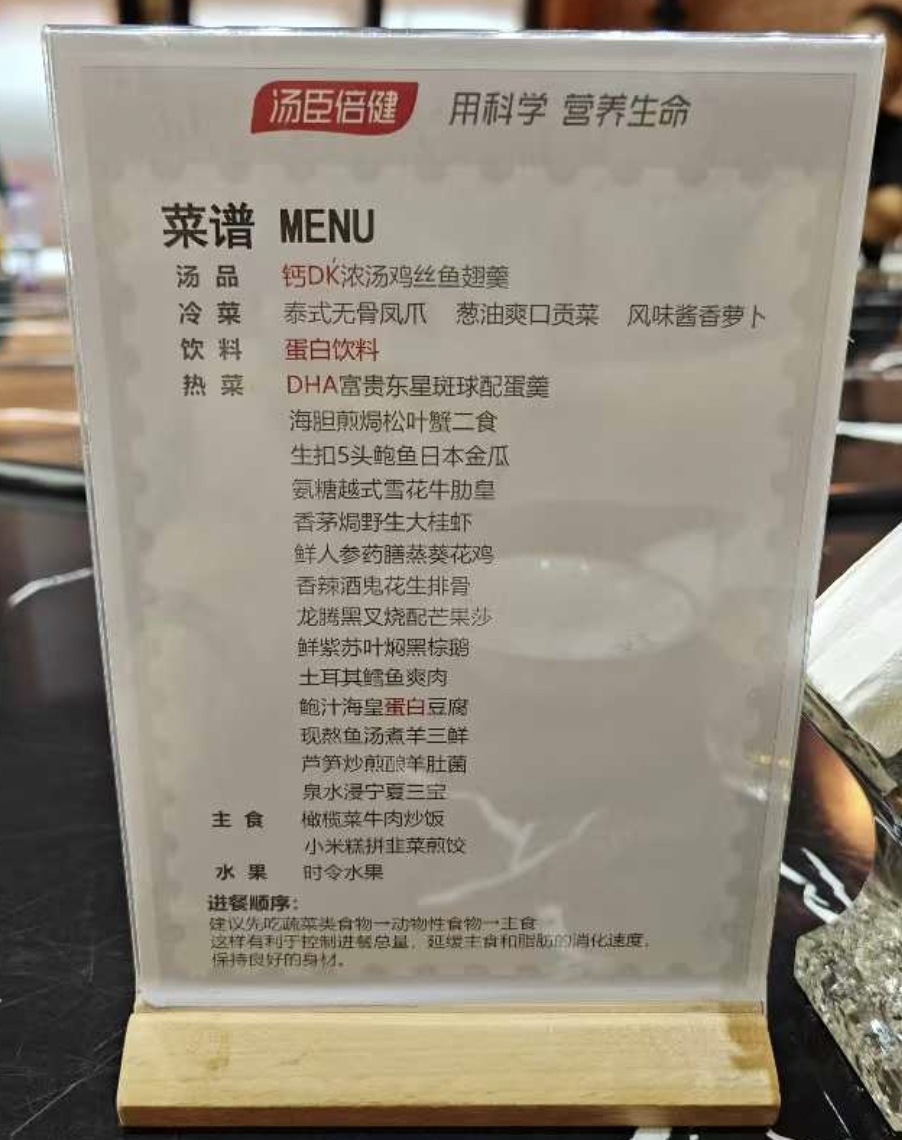 汤臣倍健 用科学 营养生命
菜谱 MENU
汤品 钙DK浓汤鸡丝鱼翅羹
冷菜 泰式无骨凤爪 葱油爽口贡菜 风味酱香萝卜
饮料 蛋白饮料
热菜 DHA富贵东星斑球配蛋羹
海胆煎焗松叶蟹二食
生扣5头鲍鱼日本金瓜
氨糖越式雪花牛肋皇
香茅焗野生大桂虾
鲜人参药膳蒸葵花鸡
香辣酒鬼花生排骨
龙腾黑叉烧配芒果莎
鲜紫苏叶焖黑棕鹅
土耳其鳕鱼爽肉
鲍汁海皇蛋白豆腐
现熬鱼汤煮羊三鲜
芦笋炒煎酿羊肚菌
泉水浸宁夏三宝
主食 橄榄菜牛肉炒饭
小米糕拼韭菜煎饺
水果 时令水果
进餐顺序：
建议先吃蔬菜类食物→动物性食物→主食
这样有利于控制进餐总量，延缓主食和脂肪的消化速度，
保持良好的身材。